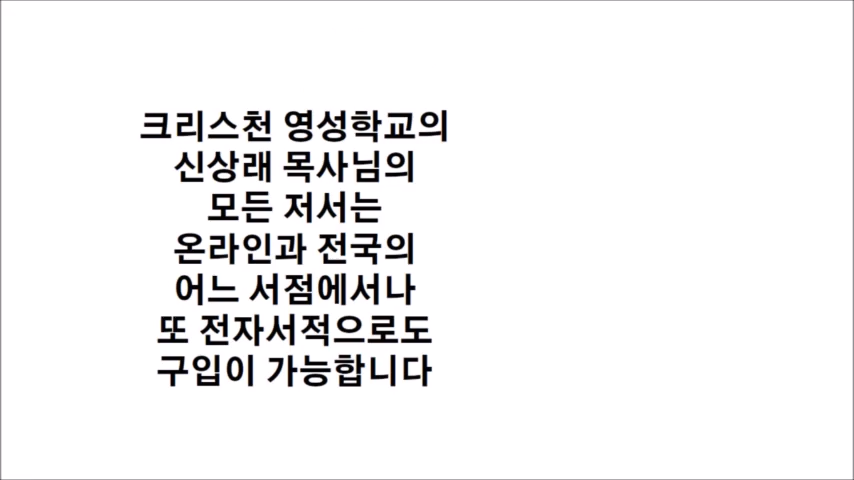 크리스천 영성학교의
신상래 목사님의
모든 저서는
온라인과 전국의
어느 서점에서나
또 전자서적으로도
구입이 가능합니다